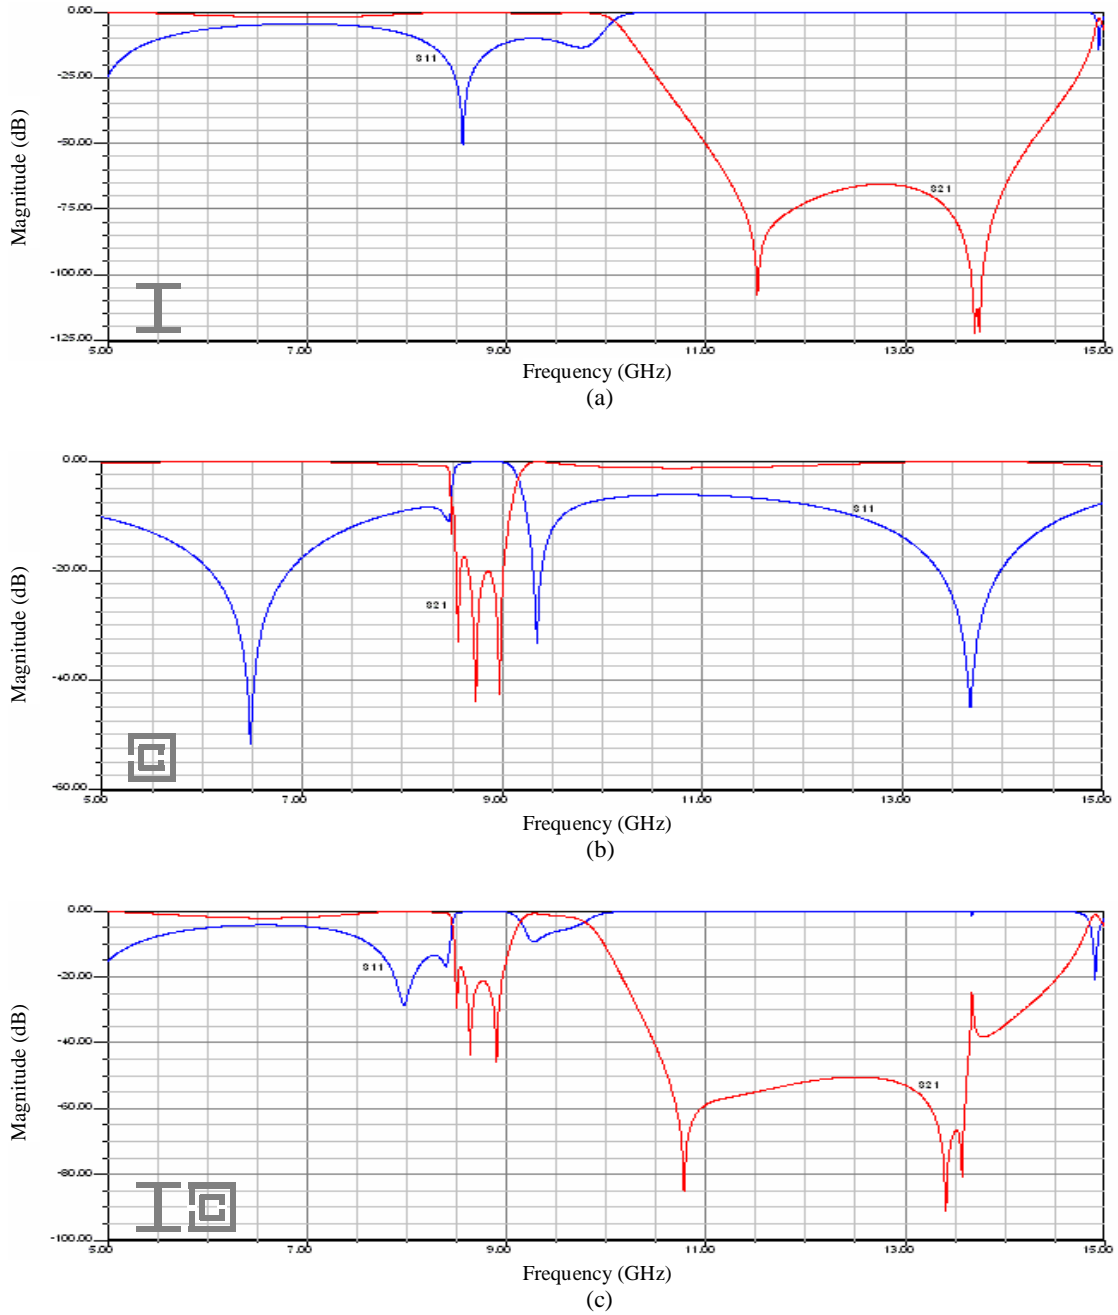 0.00
-25.00
-50.00
-75.00
-100.00
-125.00
Magnitude (dB)
S11
S21
5.00 7.00 9.00 11.00 13.00 15.00
Frequency (GHz)
(a)
0.00
-20.00
-40.00
-60.00
Magnitude (dB)
S11
S21
5.00 7.00 9.00 11.00 13.00 15.00
Frequency (GHz)
(b)
0.00
-20.00
-40.00
-60.00
-80.00
-100.00
Magnitude (dB)
S11
S21
5.00 7.00 9.00 11.00 13.00 15.00
Frequency (GHz)
(c)